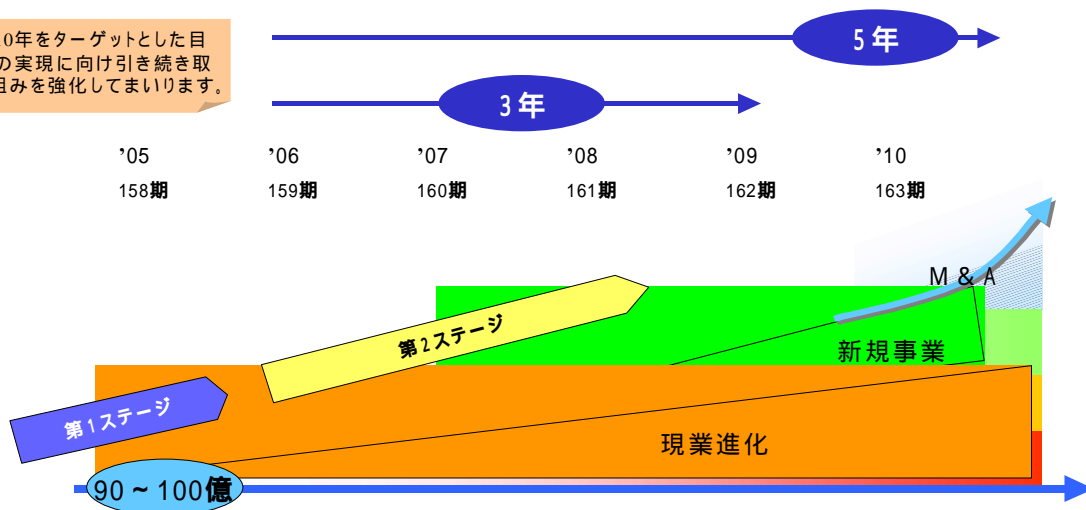 0年をターゲットとした目
の実現に向け引き続き取
組みを強化してまいります。
5年
3年
’05 ’06 ’07 ’08 ’09 ’10
158期 159期 160期 161期 162期 163期
M & A
第2ステージ
新規事業
第1ステージ
現業進化
90~100億